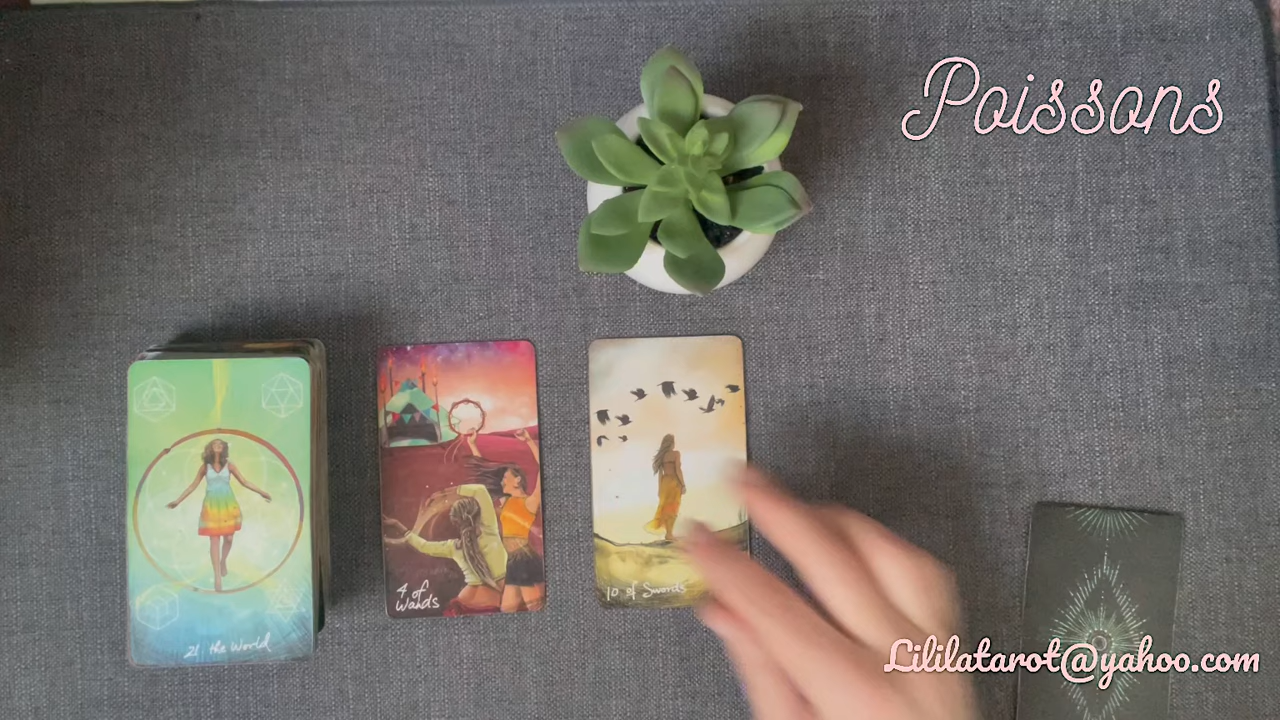 Poissons
21 the World
4 of
Wands
10 of Swords
Lililatarot@yahoo.com